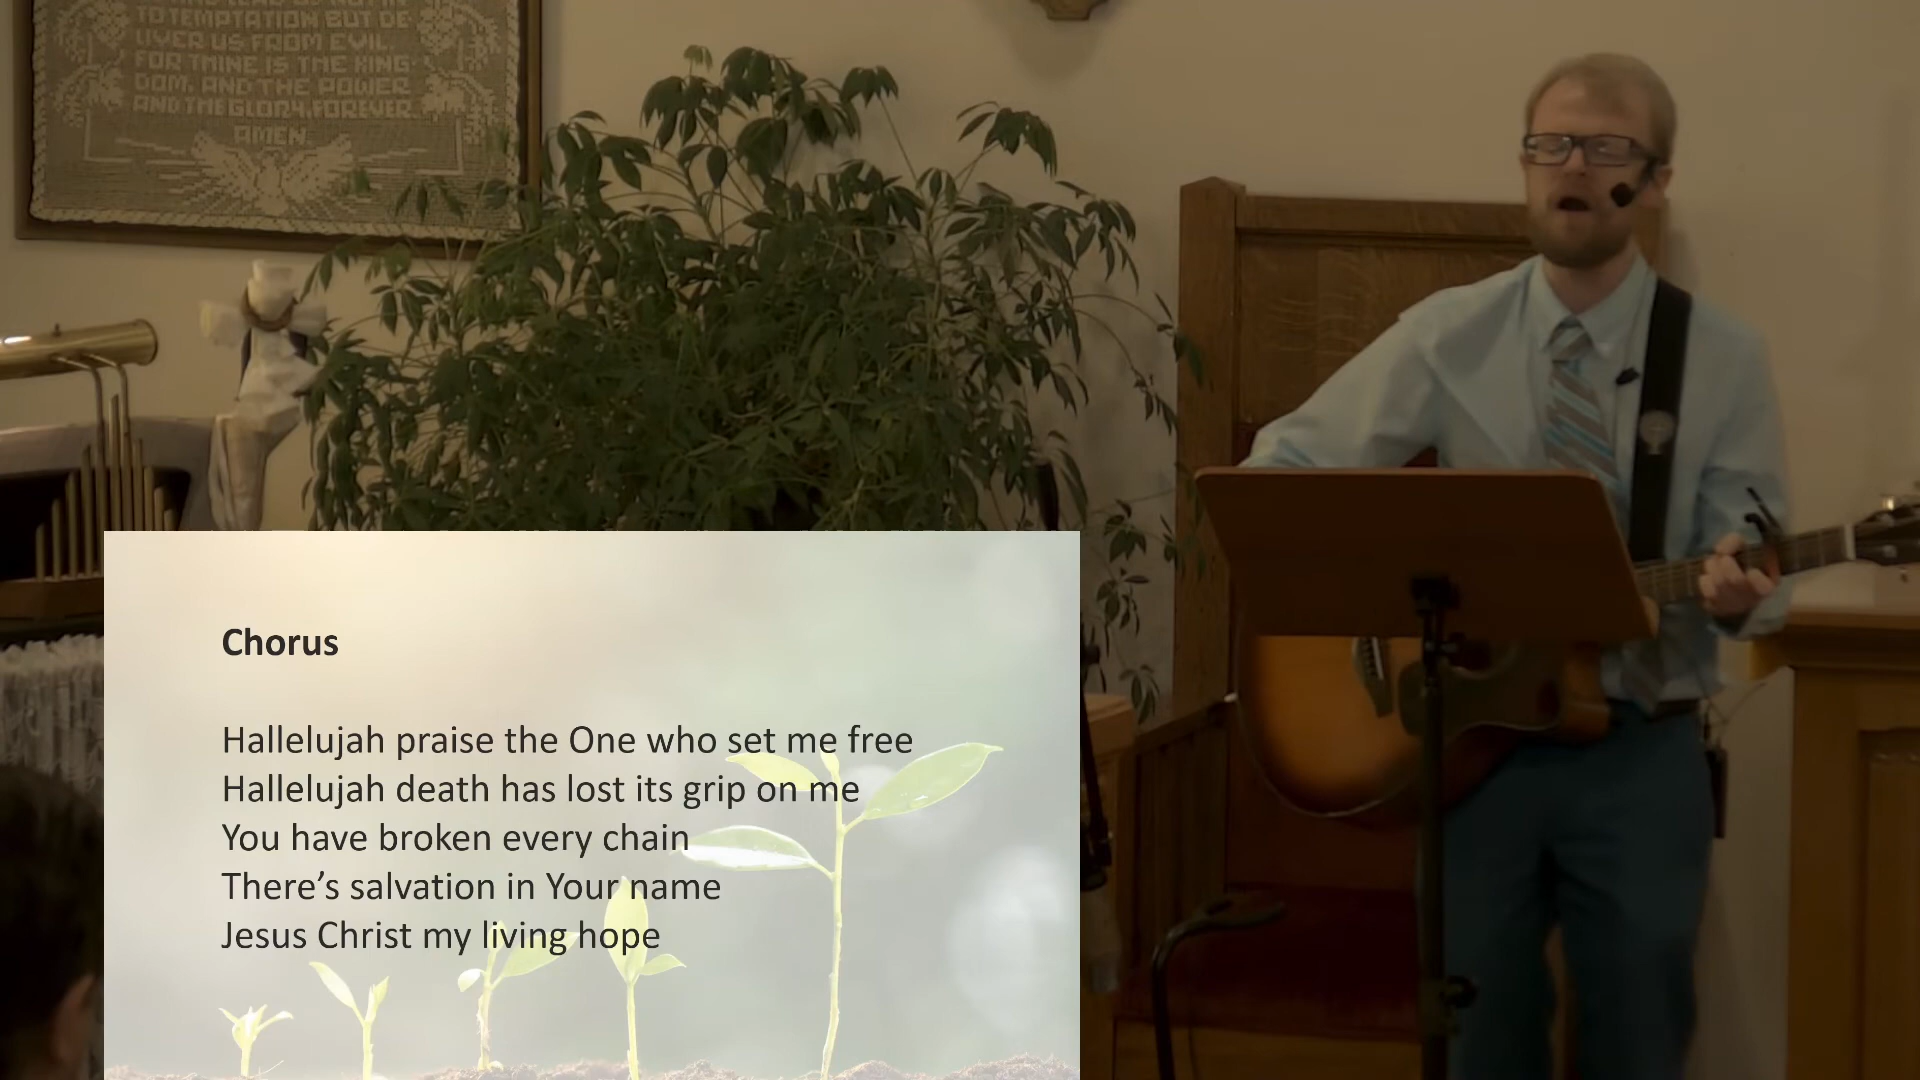 TO TEMPTATION BUT DE-
LIVER US FROM EVIL.
FOR THINE IS THE KING-
DOM, AND THE POWER
AND THE GLORY, FOREVER.
AMEN.
Chorus
Hallelujah praise the One who set me free
Hallelujah death has lost its grip on me
You have broken every chain
There’s salvation in Your name
Jesus Christ my living hope